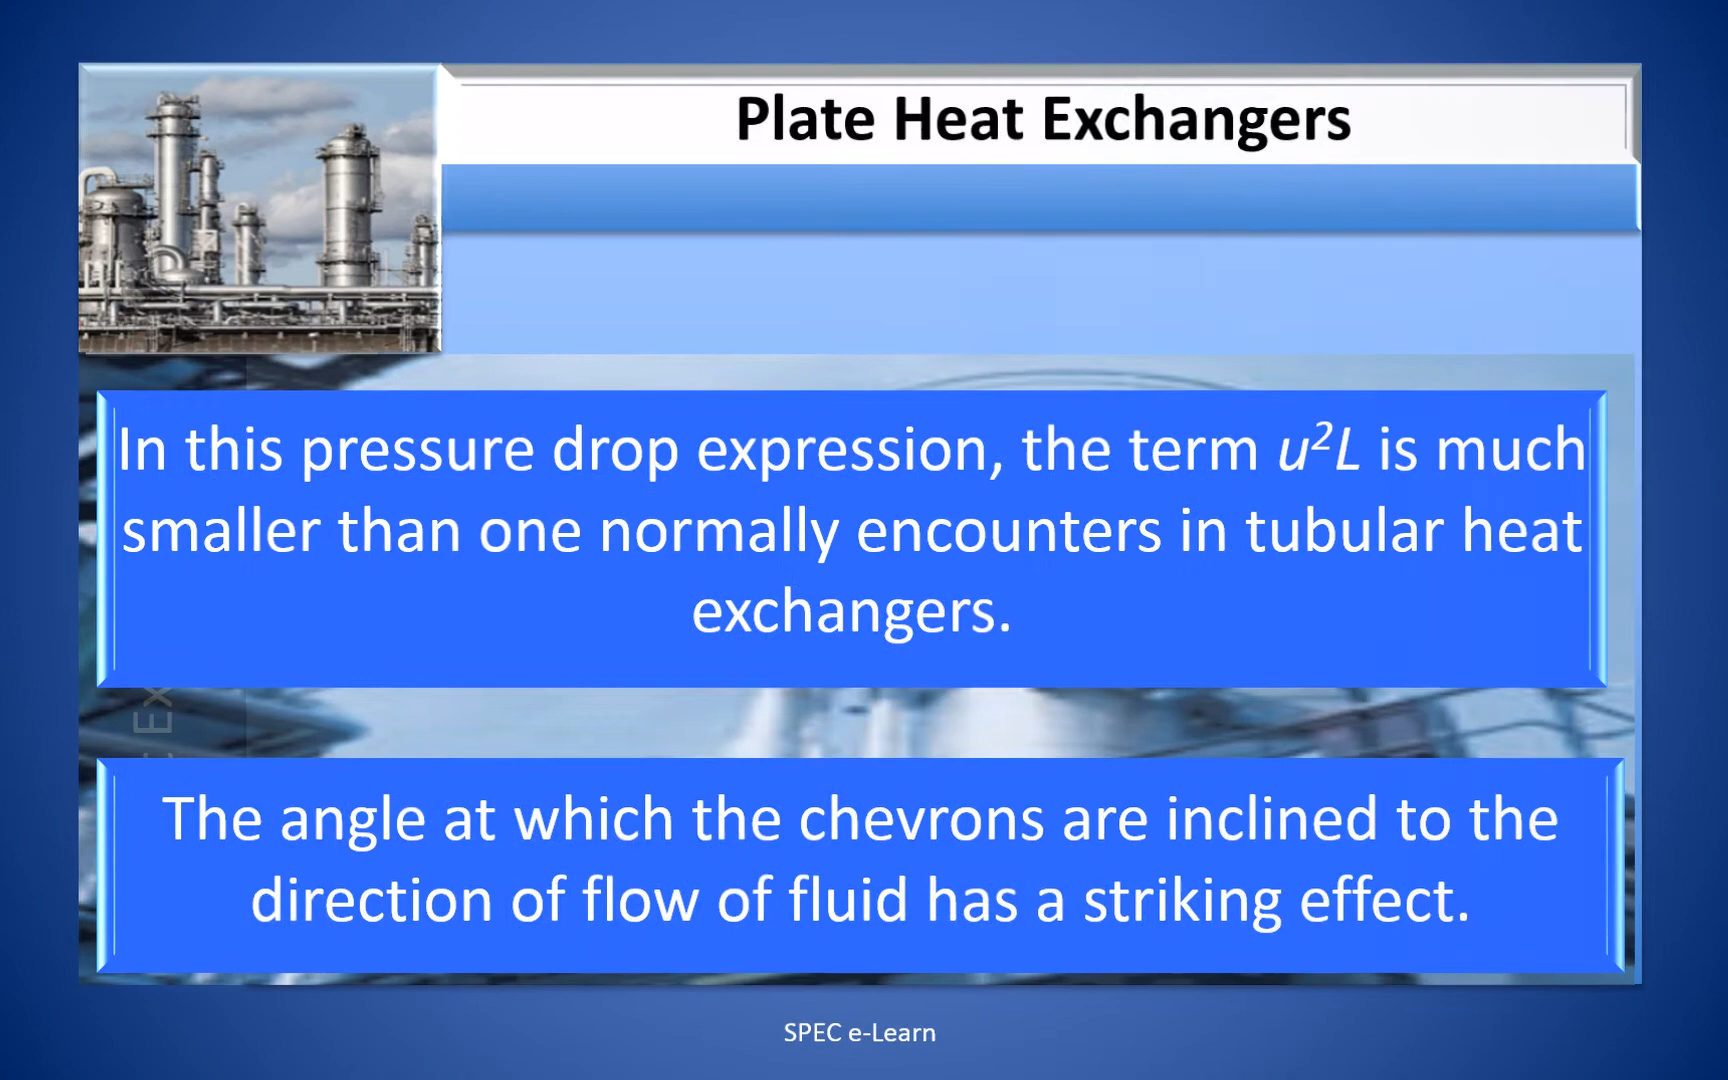 Plate Heat Exchangers
In this pressure drop expression, the term u²L is much
smaller than one normally encounters in tubular heat
exchangers.
The angle at which the chevrons are inclined to the
direction of flow of fluid has a striking effect.
SPEC e-Learn